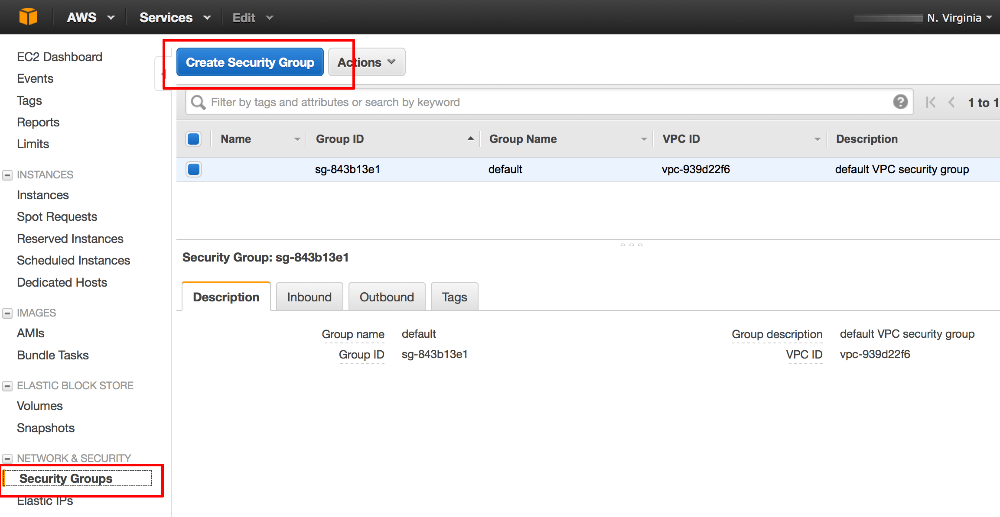 AWS Services Edit N. Virginia
EC2 Dashboard
Events
Tags
Reports
Limits
INSTANCES
Instances
Spot Requests
Reserved Instances
Scheduled Instances
Dedicated Hosts
IMAGES
AMIs
Bundle Tasks
ELASTIC BLOCK STORE
Volumes
Snapshots
NETWORK & SECURITY
Security Groups
Elastic IPs
Create Security Group Actions
Filter by tags and attributes or search by keyword 1 to 1
Name Group ID Group Name VPC ID Description
sg-843b13e1 default vpc-939d22f6 default VPC security group
Security Group: sg-843b13e1
Description Inbound Outbound Tags
Group name default Group description default VPC security group
Group ID sg-843b13e1 VPC ID vpc-939d22f6